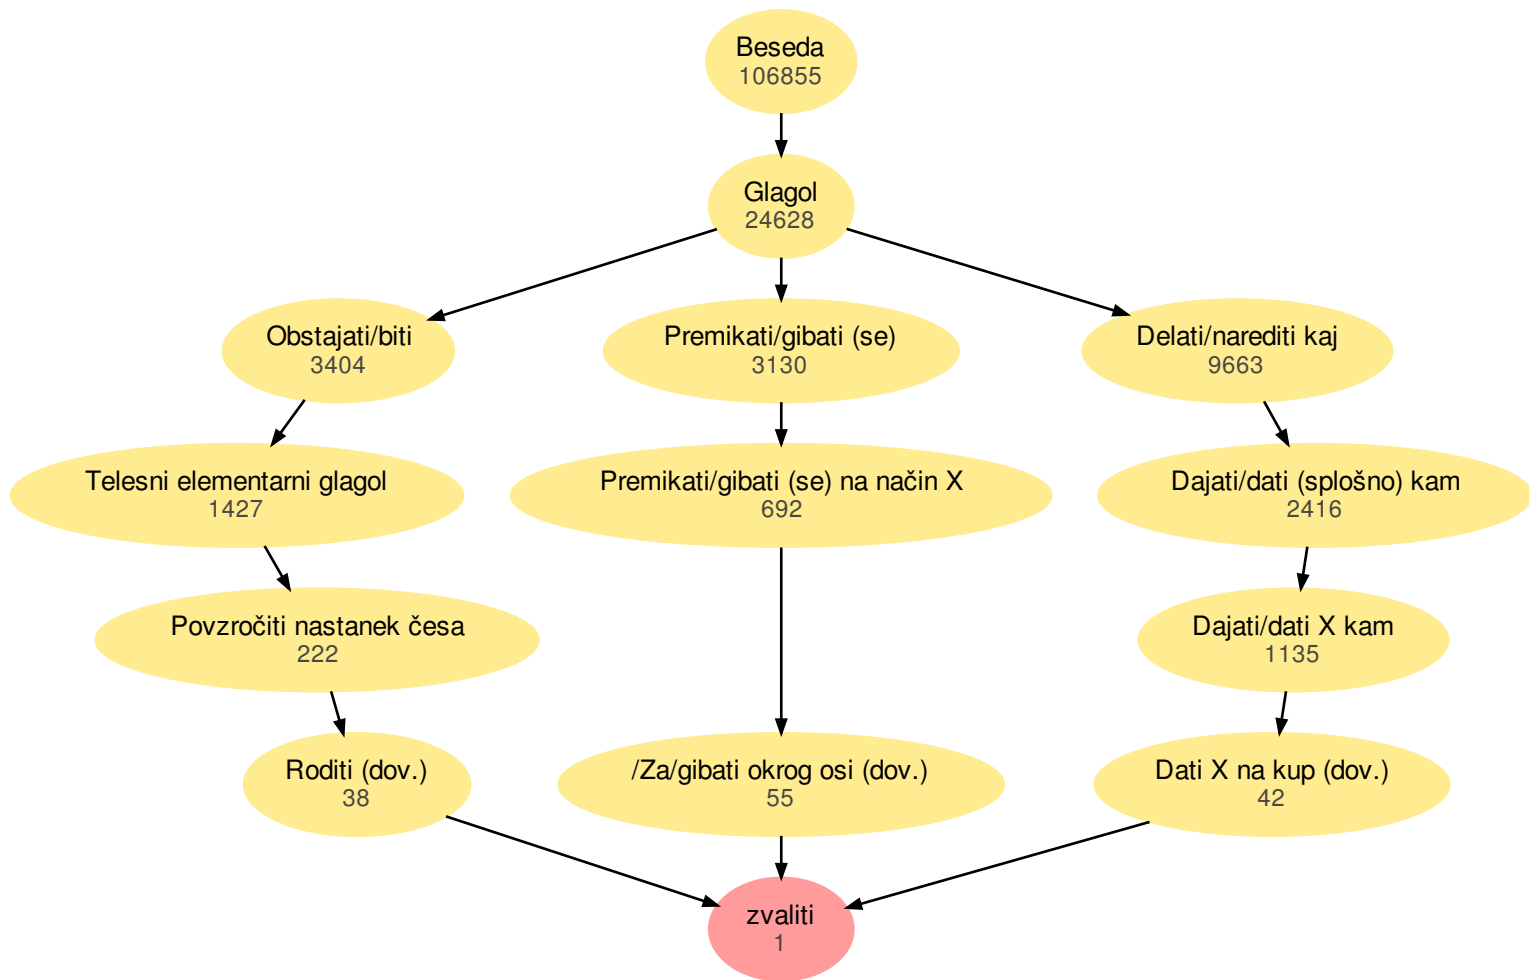 Beseda
106855
Glagol
24628
Obstajati/biti
3404
Premikati/gibati (se)
3130
Delati/narediti kaj
9663
Telesni elementarni glagol
1427
Premikati/gibati (se) na način X
692
Dajati/dati (splošno) kam
2416
Povzročiti nastanek česa
222
Dajati/dati X kam
1135
Roditi (dov.)
38
/Za/gibati okrog osi (dov.)
55
Dati X na kup (dov.)
42
zvaliti
1